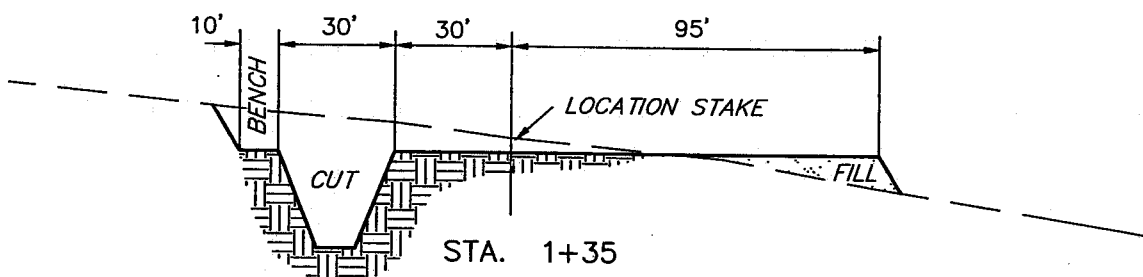 10' 30' 30' 95'
BENCH
LOCATION STAKE
CUT
FILL
STA. 1+35